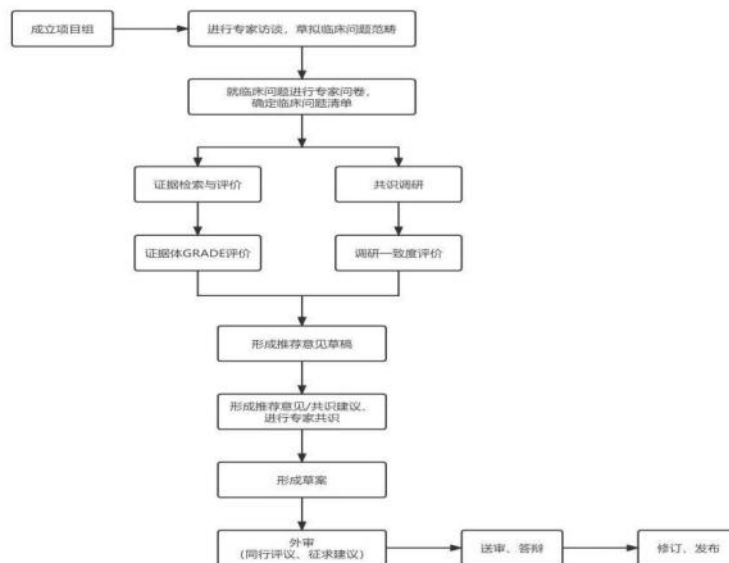 成立项目组
进行专家访谈，草拟临床问题范畴
就临床问题进行专家问卷，
确定临床问题清单
证据检索与评价
共识调研
证据体GRADE评价
调研一致度评价
形成推荐意见草稿
形成推荐意见/共识建议，
进行专家共识
形成草案
外审
(同行评议、征求建议)
送审、答辩
修订、发布